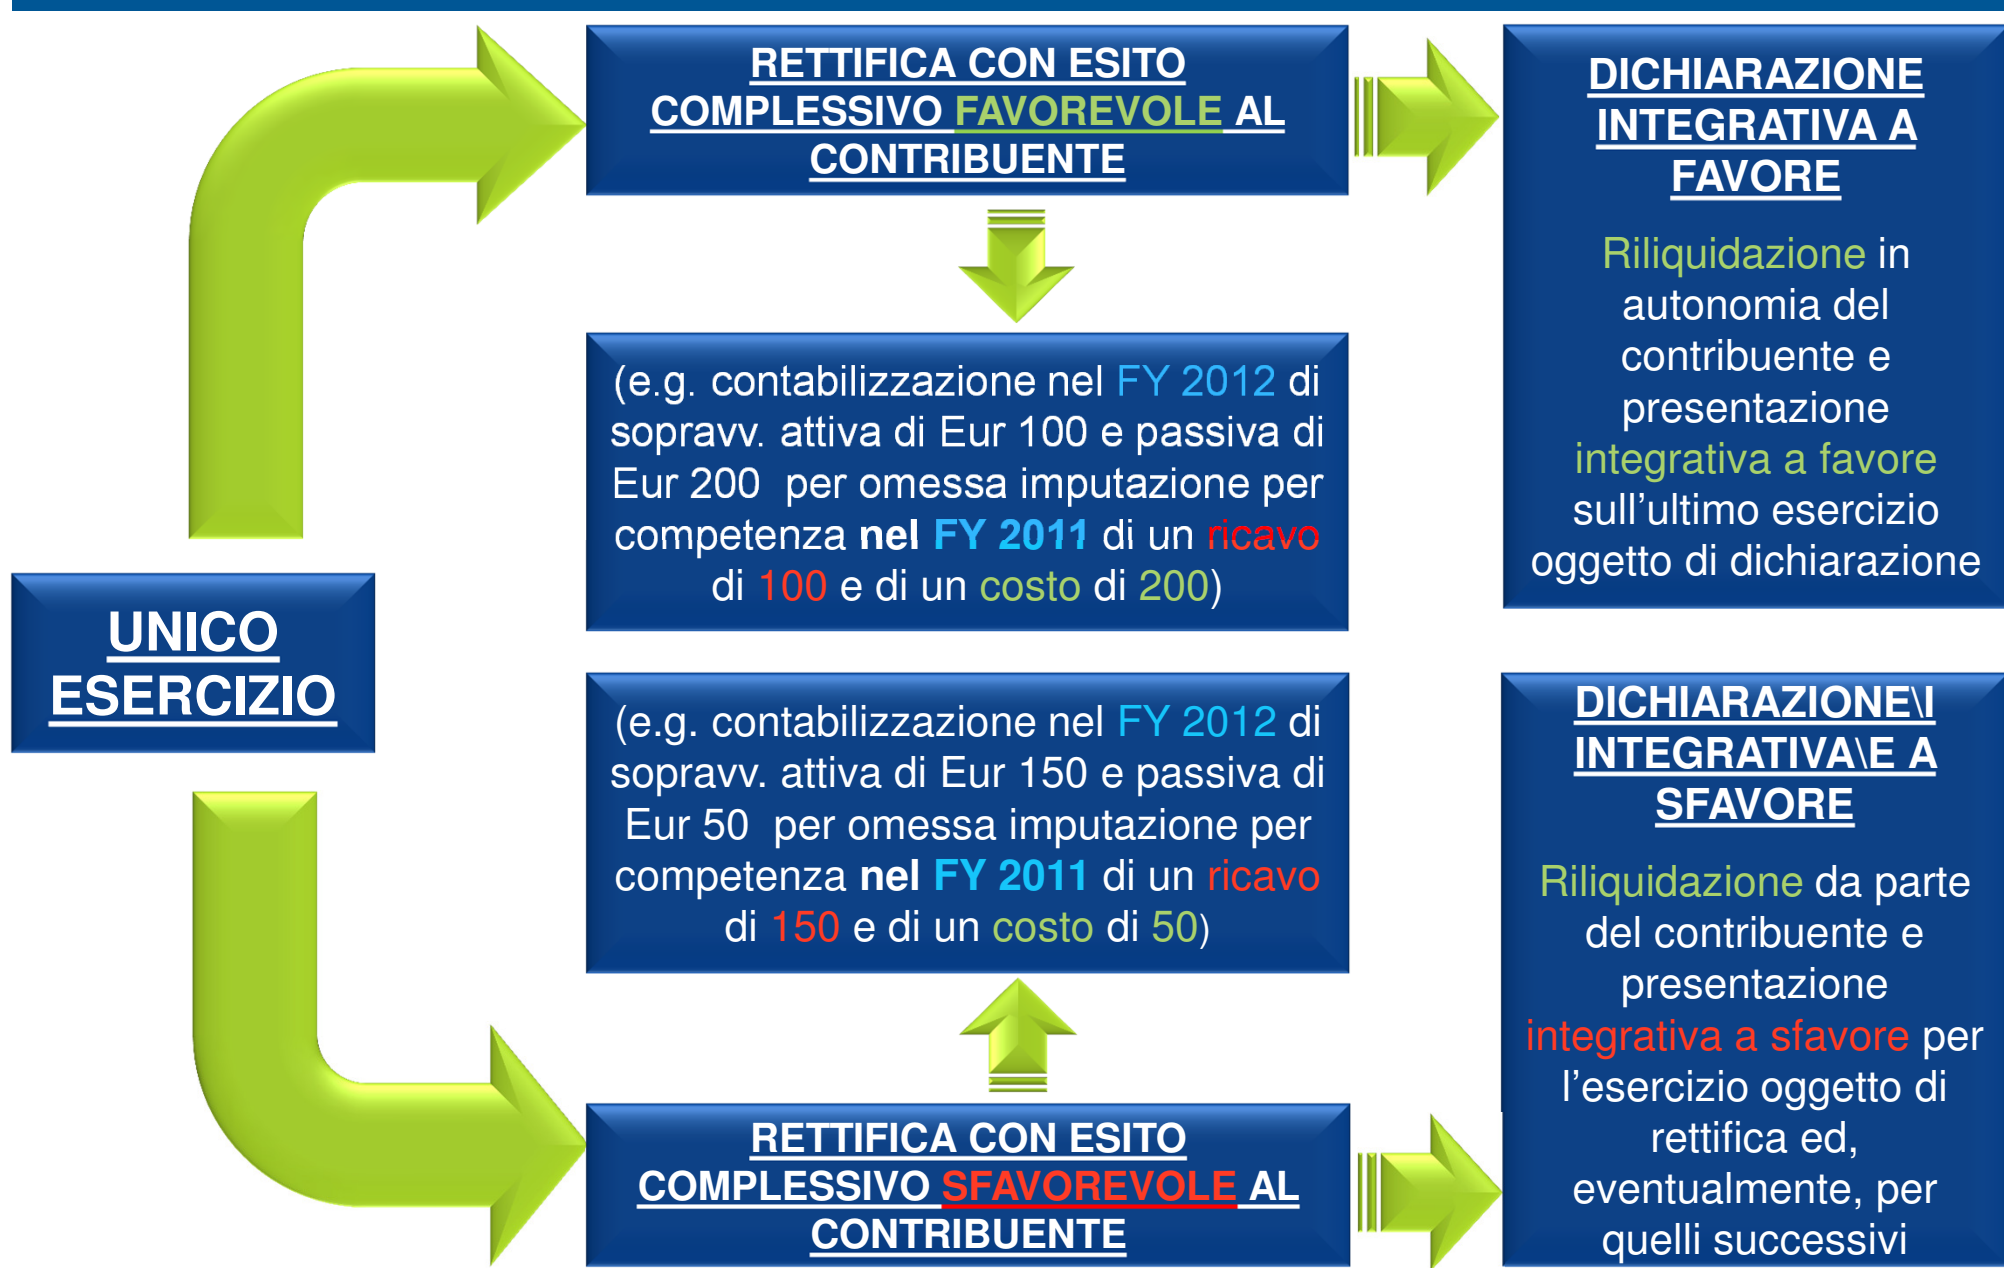 UNICO
ESERCIZIO
RETTIFICA CON ESITO
COMPLESSIVO FAVOREVOLE AL
CONTRIBUENTE
(e.g. contabilizzazione nel FY 2012 di
sopravv. attiva di Eur 100 e passiva di
Eur 200 per omessa imputazione per
competenza nel FY 2011 di un ricavo
di 100 e di un costo di 200)
DICHIARAZIONE
INTEGRATIVA A
FAVORE
Riliquidazione in
autonomia del
contribuente e
presentazione
integrativa a favore
sull’ultimo esercizio
oggetto di dichiarazione
(e.g. contabilizzazione nel FY 2012 di
sopravv. attiva di Eur 150 e passiva di
Eur 50 per omessa imputazione per
competenza nel FY 2011 di un ricavo
di 150 e di un costo di 50)
RETTIFICA CON ESITO
COMPLESSIVO SFAVOREVOLE AL
CONTRIBUENTE
DICHIARAZIONE\I
INTEGRATIVA\E A
SFAVORE
Riliquidazione da parte
del contribuente e
presentazione
integrativa a sfavore per
l’esercizio oggetto di
rettifica ed,
eventualmente, per
quelli successivi